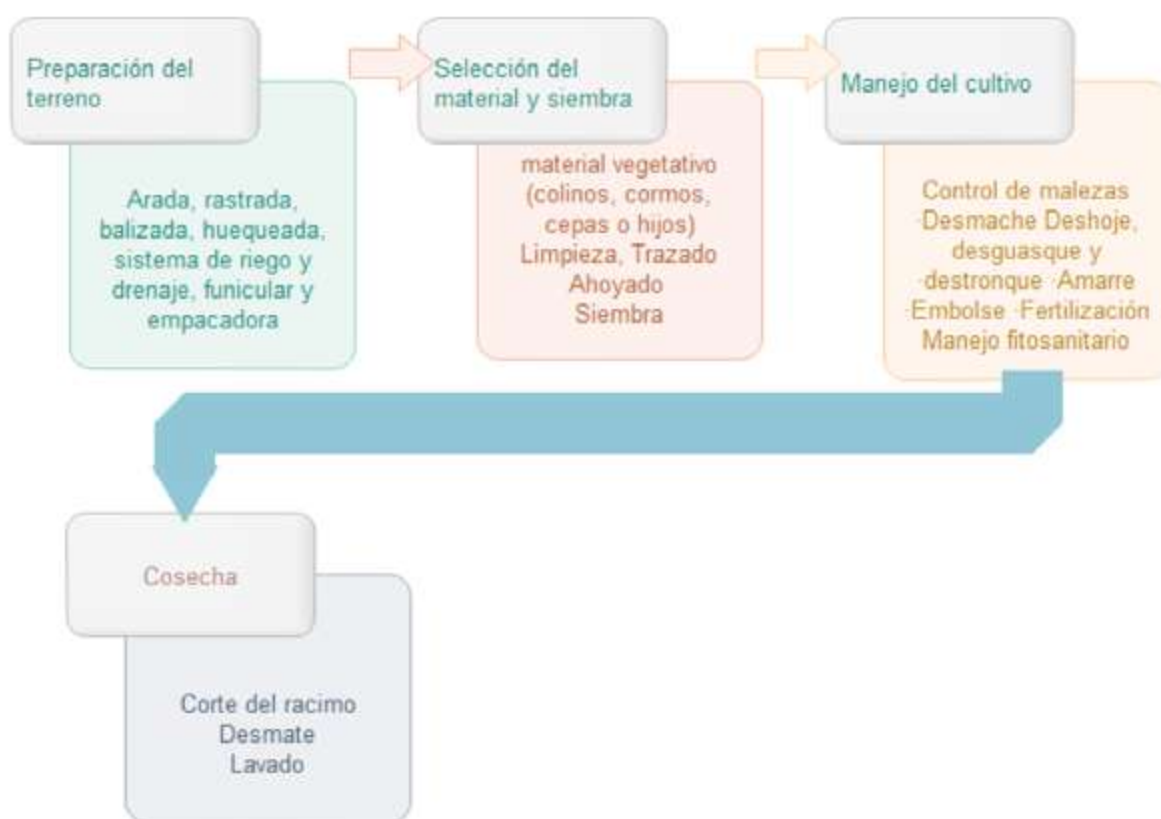 Preparación del
terreno
Arada, rastrada,
balizada, huequeada,
sistema de riego y
drenaje, funicular y
empacadora
Selección del
material y siembra
material vegetativo
(colinos, cormos,
cepas o hijos)
Limpieza, Trazado
Ahoyado
Siembra
Manejo del cultivo
Control de malezas
·Desmache Deshoje,
desguasque y
·destronque ·Amarre
·Embolse ·Fertilización
Manejo fitosanitario
Cosecha
Corte del racimo
Desmate
Lavado